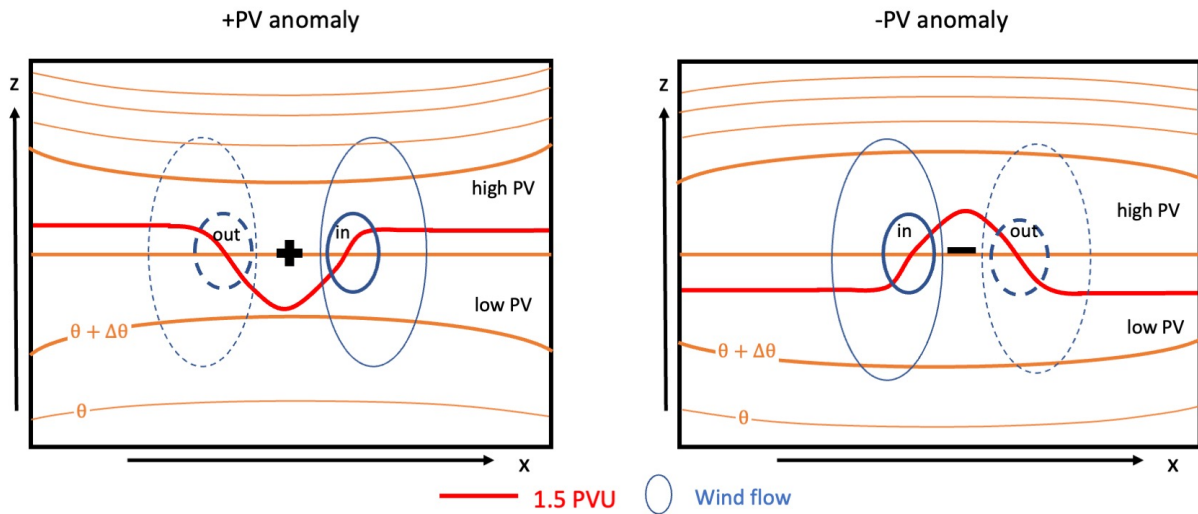 +PV anomaly
z
high PV
out
in
+
low PV
θ + Δθ
θ
x
-PV anomaly
z
high PV
in
out
−
low PV
θ + Δθ
θ
x
1.5 PVU
Wind flow